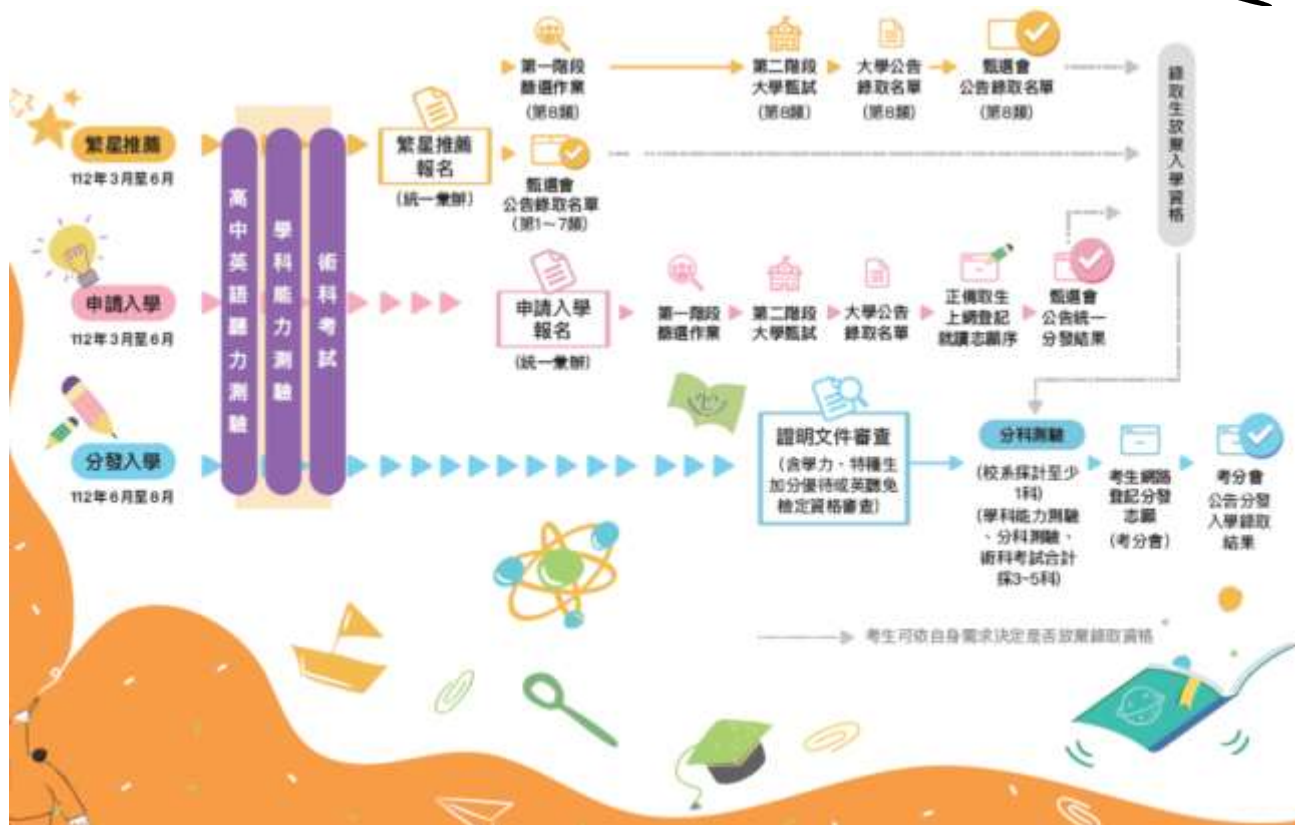 繁星推薦
112年3月至6月
申請入學
112年3月至6月
分發入學
112年6月至8月
高中英語聽力測驗
學科能力測驗
術科考試
繁星推薦
報名
(統一彙辦)
第一階段
篩選作業
(第8類)
第二階段
大學甄試
(第8類)
大學公告
錄取名單
(第8類)
甄選會
公告錄取名單
(第8類)
甄選會
公告錄取名單
(第1～7類)
錄取生放棄入學資格
申請入學
報名
(統一彙辦)
第一階段
篩選作業
第二階段
大學甄試
大學公告
錄取名單
正備取生
上網登記
就讀志願序
甄選會
公告統一
分發結果
證明文件審查
(含學力、特種生
加分優待或英聽免
檢定資格審查)
分科測驗
(校系採計至少
1科)
(學科能力測驗
、分科測驗、
術科考試合計
採3~5科)
考生網路
登記分發
志願
(考分會)
考分會
公告分發
入學錄取
結果
考生可依自身需求決定是否放棄錄取資格